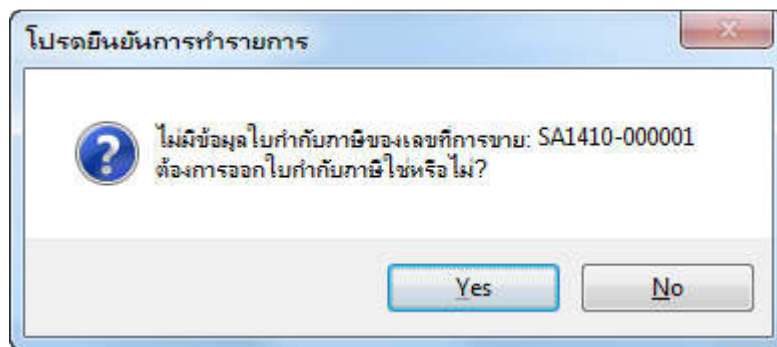 โปรดยืนยันการทำรายการ
ไม่มีข้อมูลใบกำกับภาษีของเลขที่การขาย: SA1410-000001
ต้องการออกใบกำกับภาษีใช่หรือไม่?
Yes
No